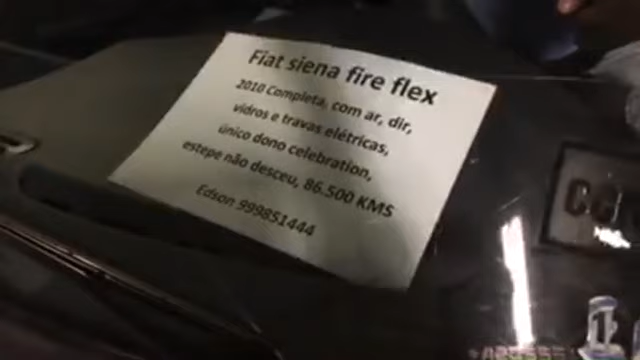 Fiat siena fire flex
2010 Completa, com ar, dir,
vidros e travas elétricas,
único dono celebration,
estepe não desceu, 86.500 KMS
Edson 999851444